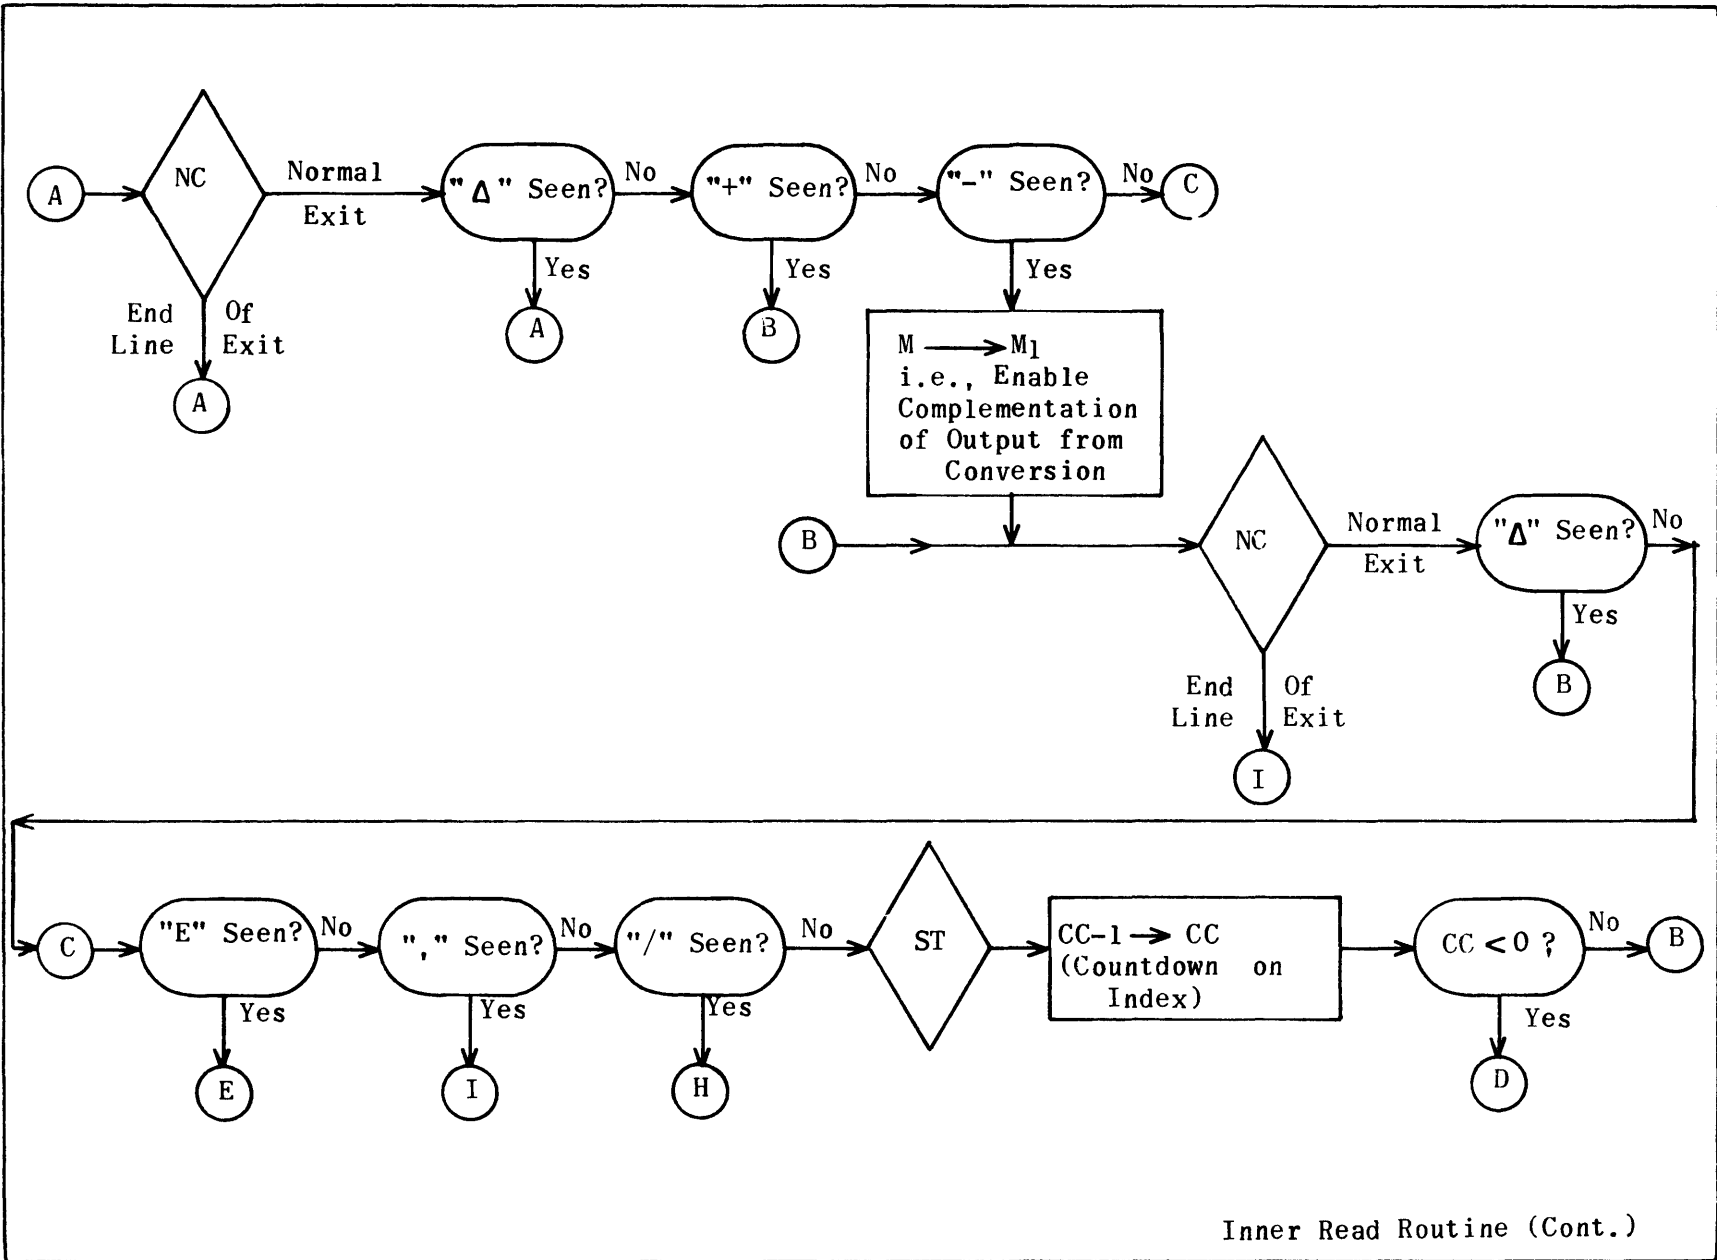 A
NC
Normal
Exit
"Δ" Seen?
No
"+" Seen?
No
"-" Seen?
No
C
Yes
Yes
Yes
End Of
Line Exit
A
A
B
M → M1
i.e., Enable
Complementation
of Output from
Conversion
B
NC
Normal
Exit
"Δ" Seen?
No
Yes
B
End Of
Line Exit
I
C
"E" Seen?
No
"," Seen?
No
"/" Seen?
No
ST
CC-1 → CC
(Countdown on
Index)
CC < 0 ?
No
B
Yes
Yes
Yes
Yes
E
I
H
D
Inner Read Routine (Cont.)